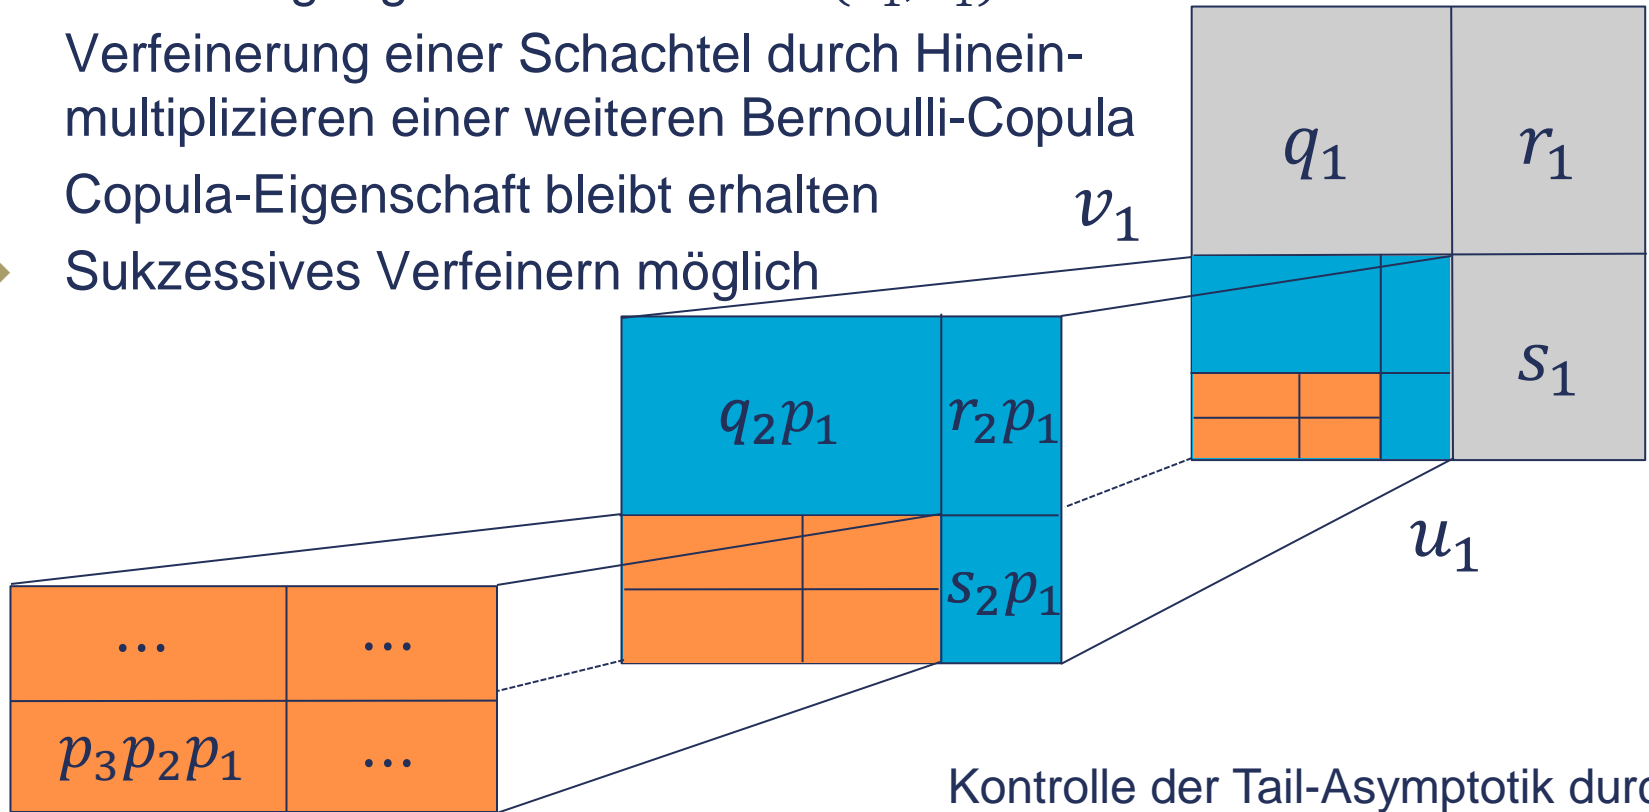 Verfeinerung einer Schachtel durch Hinein-
multiplizieren einer weiteren Bernoulli-Copula
Copula-Eigenschaft bleibt erhalten
Sukzessives Verfeinern möglich
q₁ r₁
v₁
s₁
u₁
q₂p₁ r₂p₁
s₂p₁
... ...
p₃p₂p₁ ...
Kontrolle der Tail-Asymptotik